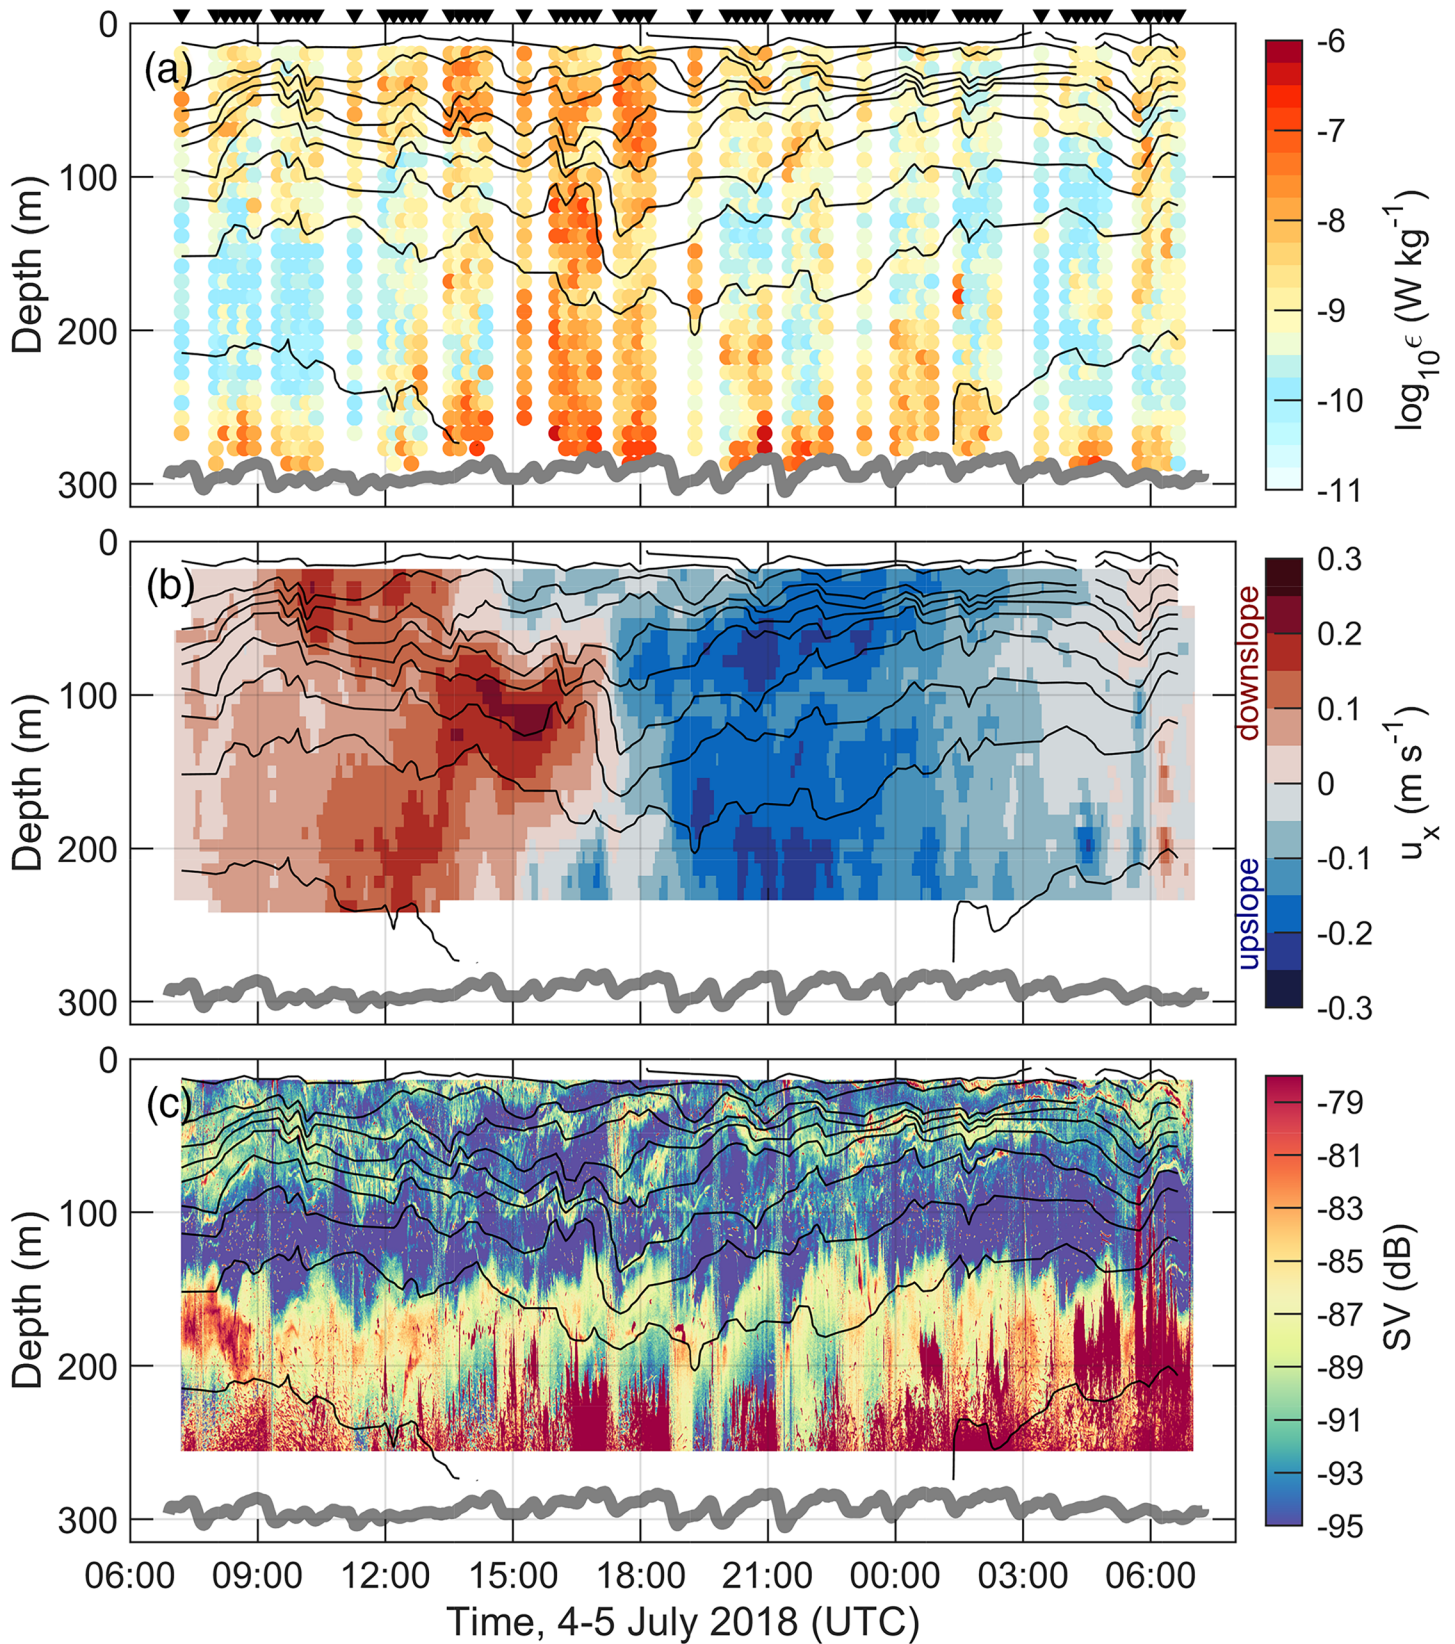 (a)
0
100
200
300
Depth (m)
-6
-7
-8
-9
-10
-11
log10ϵ (W kg-1)
(b)
0
100
200
300
Depth (m)
downslope
upslope
0.3
0.2
0.1
0
-0.1
-0.2
-0.3
ux (m s-1)
(c)
0
100
200
300
Depth (m)
-79
-81
-83
-85
-87
-89
-91
-93
-95
SV (dB)
06:00 09:00 12:00 15:00 18:00 21:00 00:00 03:00 06:00
Time, 4-5 July 2018 (UTC)